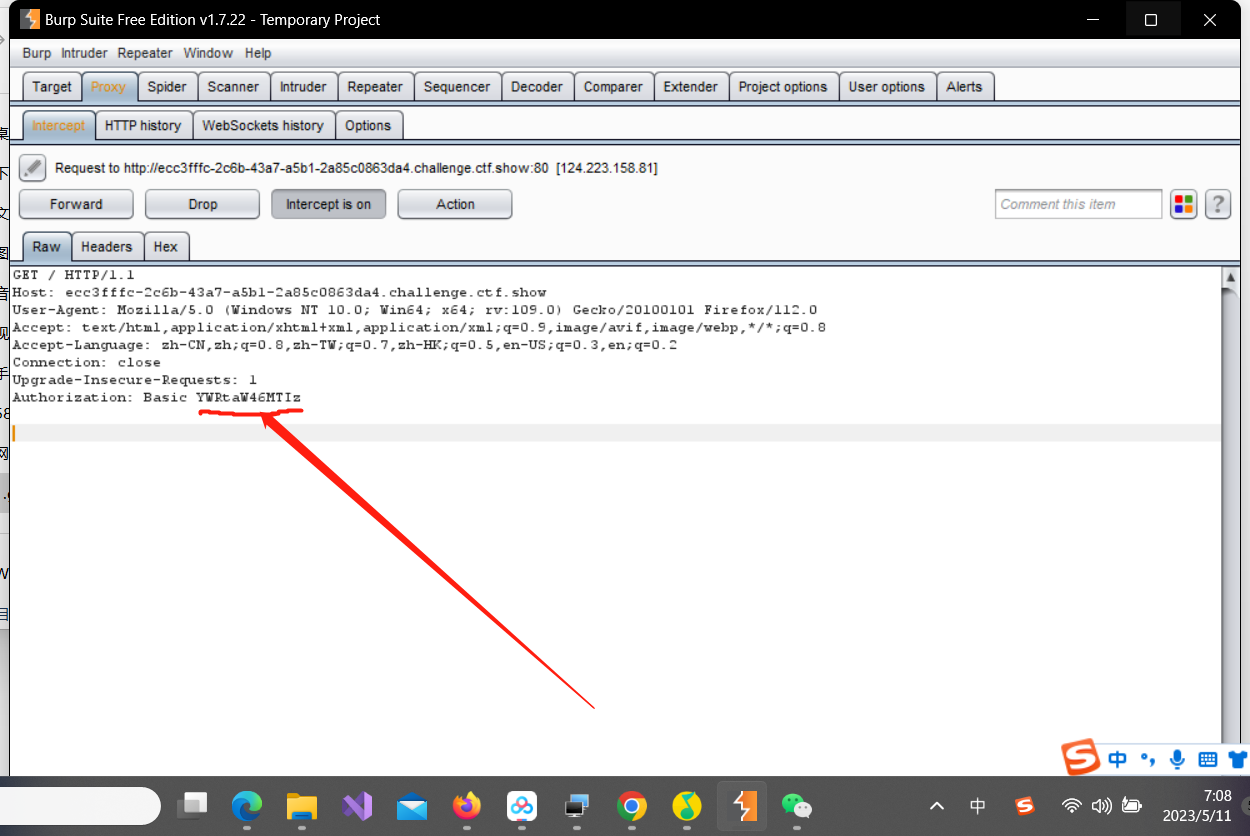 Burp Suite Free Edition v1.7.22 - Temporary Project
Burp Intruder Repeater Window Help
Target Proxy Spider Scanner Intruder Repeater Sequencer Decoder Comparer Extender Project options User options Alerts
Intercept HTTP history WebSockets history Options
Request to http://ecc3fffc-2c6b-43a7-a5b1-2a85c0863da4.challenge.ctf.show:80 [124.223.158.81]
Forward Drop Intercept is on Action Comment this item ?
Raw Headers Hex
GET / HTTP/1.1
Host: ecc3fffc-2c6b-43a7-a5b1-2a85c0863da4.challenge.ctf.show
User-Agent: Mozilla/5.0 (Windows NT 10.0; Win64; x64; rv:109.0) Gecko/20100101 Firefox/112.0
Accept: text/html,application/xhtml+xml,application/xml;q=0.9,image/avif,image/webp,*/*;q=0.8
Accept-Language: zh-CN,zh;q=0.8,zh-TW;q=0.7,zh-HK;q=0.5,en-US;q=0.3,en;q=0.2
Connection: close
Upgrade-Insecure-Requests: 1
Authorization: Basic YWRtaW46MTIz
中
中
7:08
2023/5/11